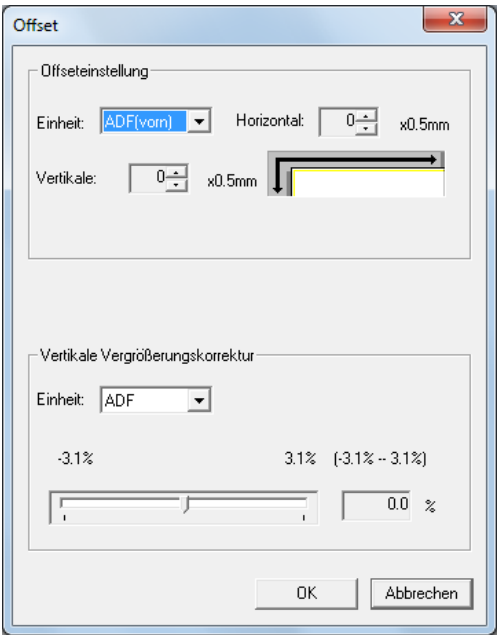 Offset
Offseteinstellung
Einheit: ADF(vorn) Horizontal: 0 x0.5mm
Vertikale: 0 x0.5mm
Vertikale Vergrößerungskorrektur
Einheit: ADF
-3.1% 3.1% (-3.1% -- 3.1%)
0.0 %
OK Abbrechen